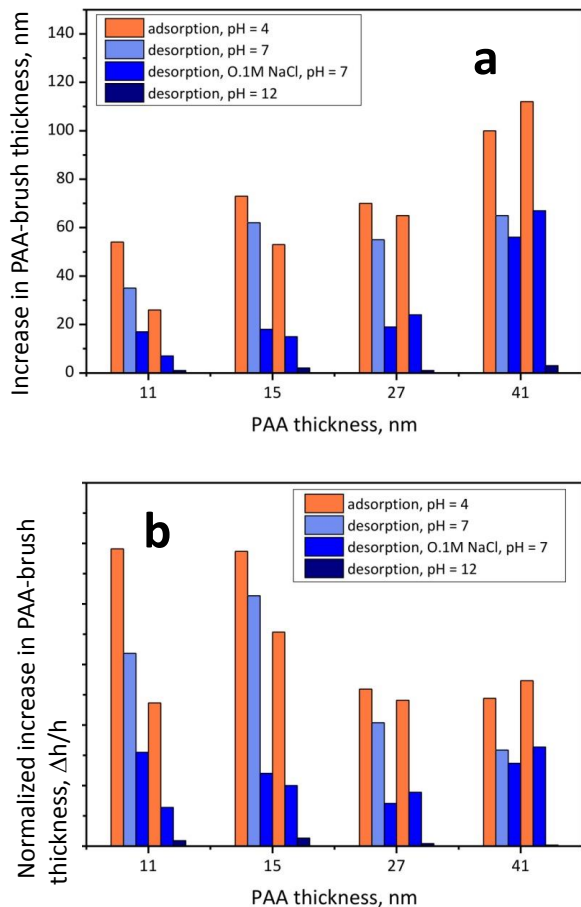 Increase in PAA-brush thickness, nm
150
140
120
100
80
60
40
20
0
adsorption, pH = 4
desorption, pH = 7
desorption, O.1M NaCl, pH = 7
desorption, pH = 12
a
11 15 27 41
PAA thickness, nm
Normalized increase in PAA-brush
thickness, Δh/h
b
adsorption, pH = 4
desorption, pH = 7
desorption, O.1M NaCl, pH = 7
desorption, pH = 12
11 15 27 41
PAA thickness, nm